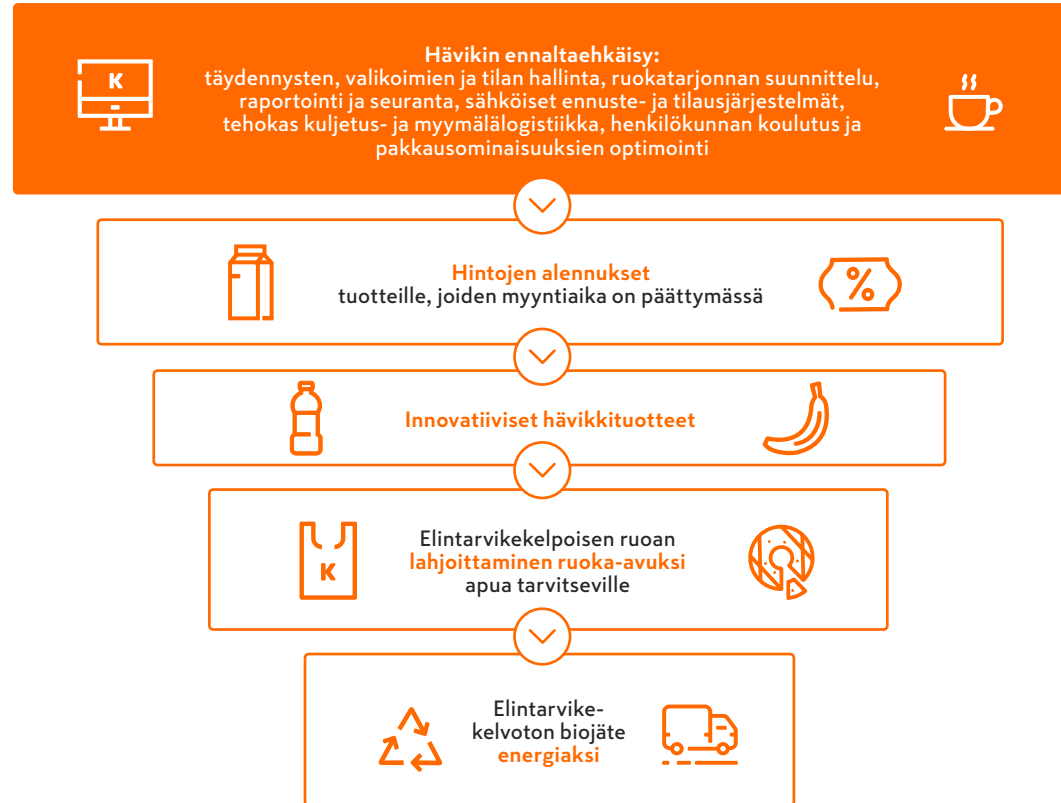 K
Hävikin ennaltaehkäisy:
täydennysten, valikoimien ja tilan hallinta, ruokatarjonnan suunnittelu,
raportointi ja seuranta, sähköiset ennuste- ja tilausjärjestelmät,
tehokas kuljetus- ja myymälälogistiikka, henkilökunnan koulutus ja
pakkausominaisuuksien optimointi
Hintojen alennukset
tuotteille, joiden myyntiaika on päättymässä
%
Innovatiiviset hävikkituotteet
K
Elintarvikekelpoisen ruoan
lahjoittaminen ruoka-avuksi
apua tarvitseville
Elintarvike-
kelvoton biojäte
energiaksi